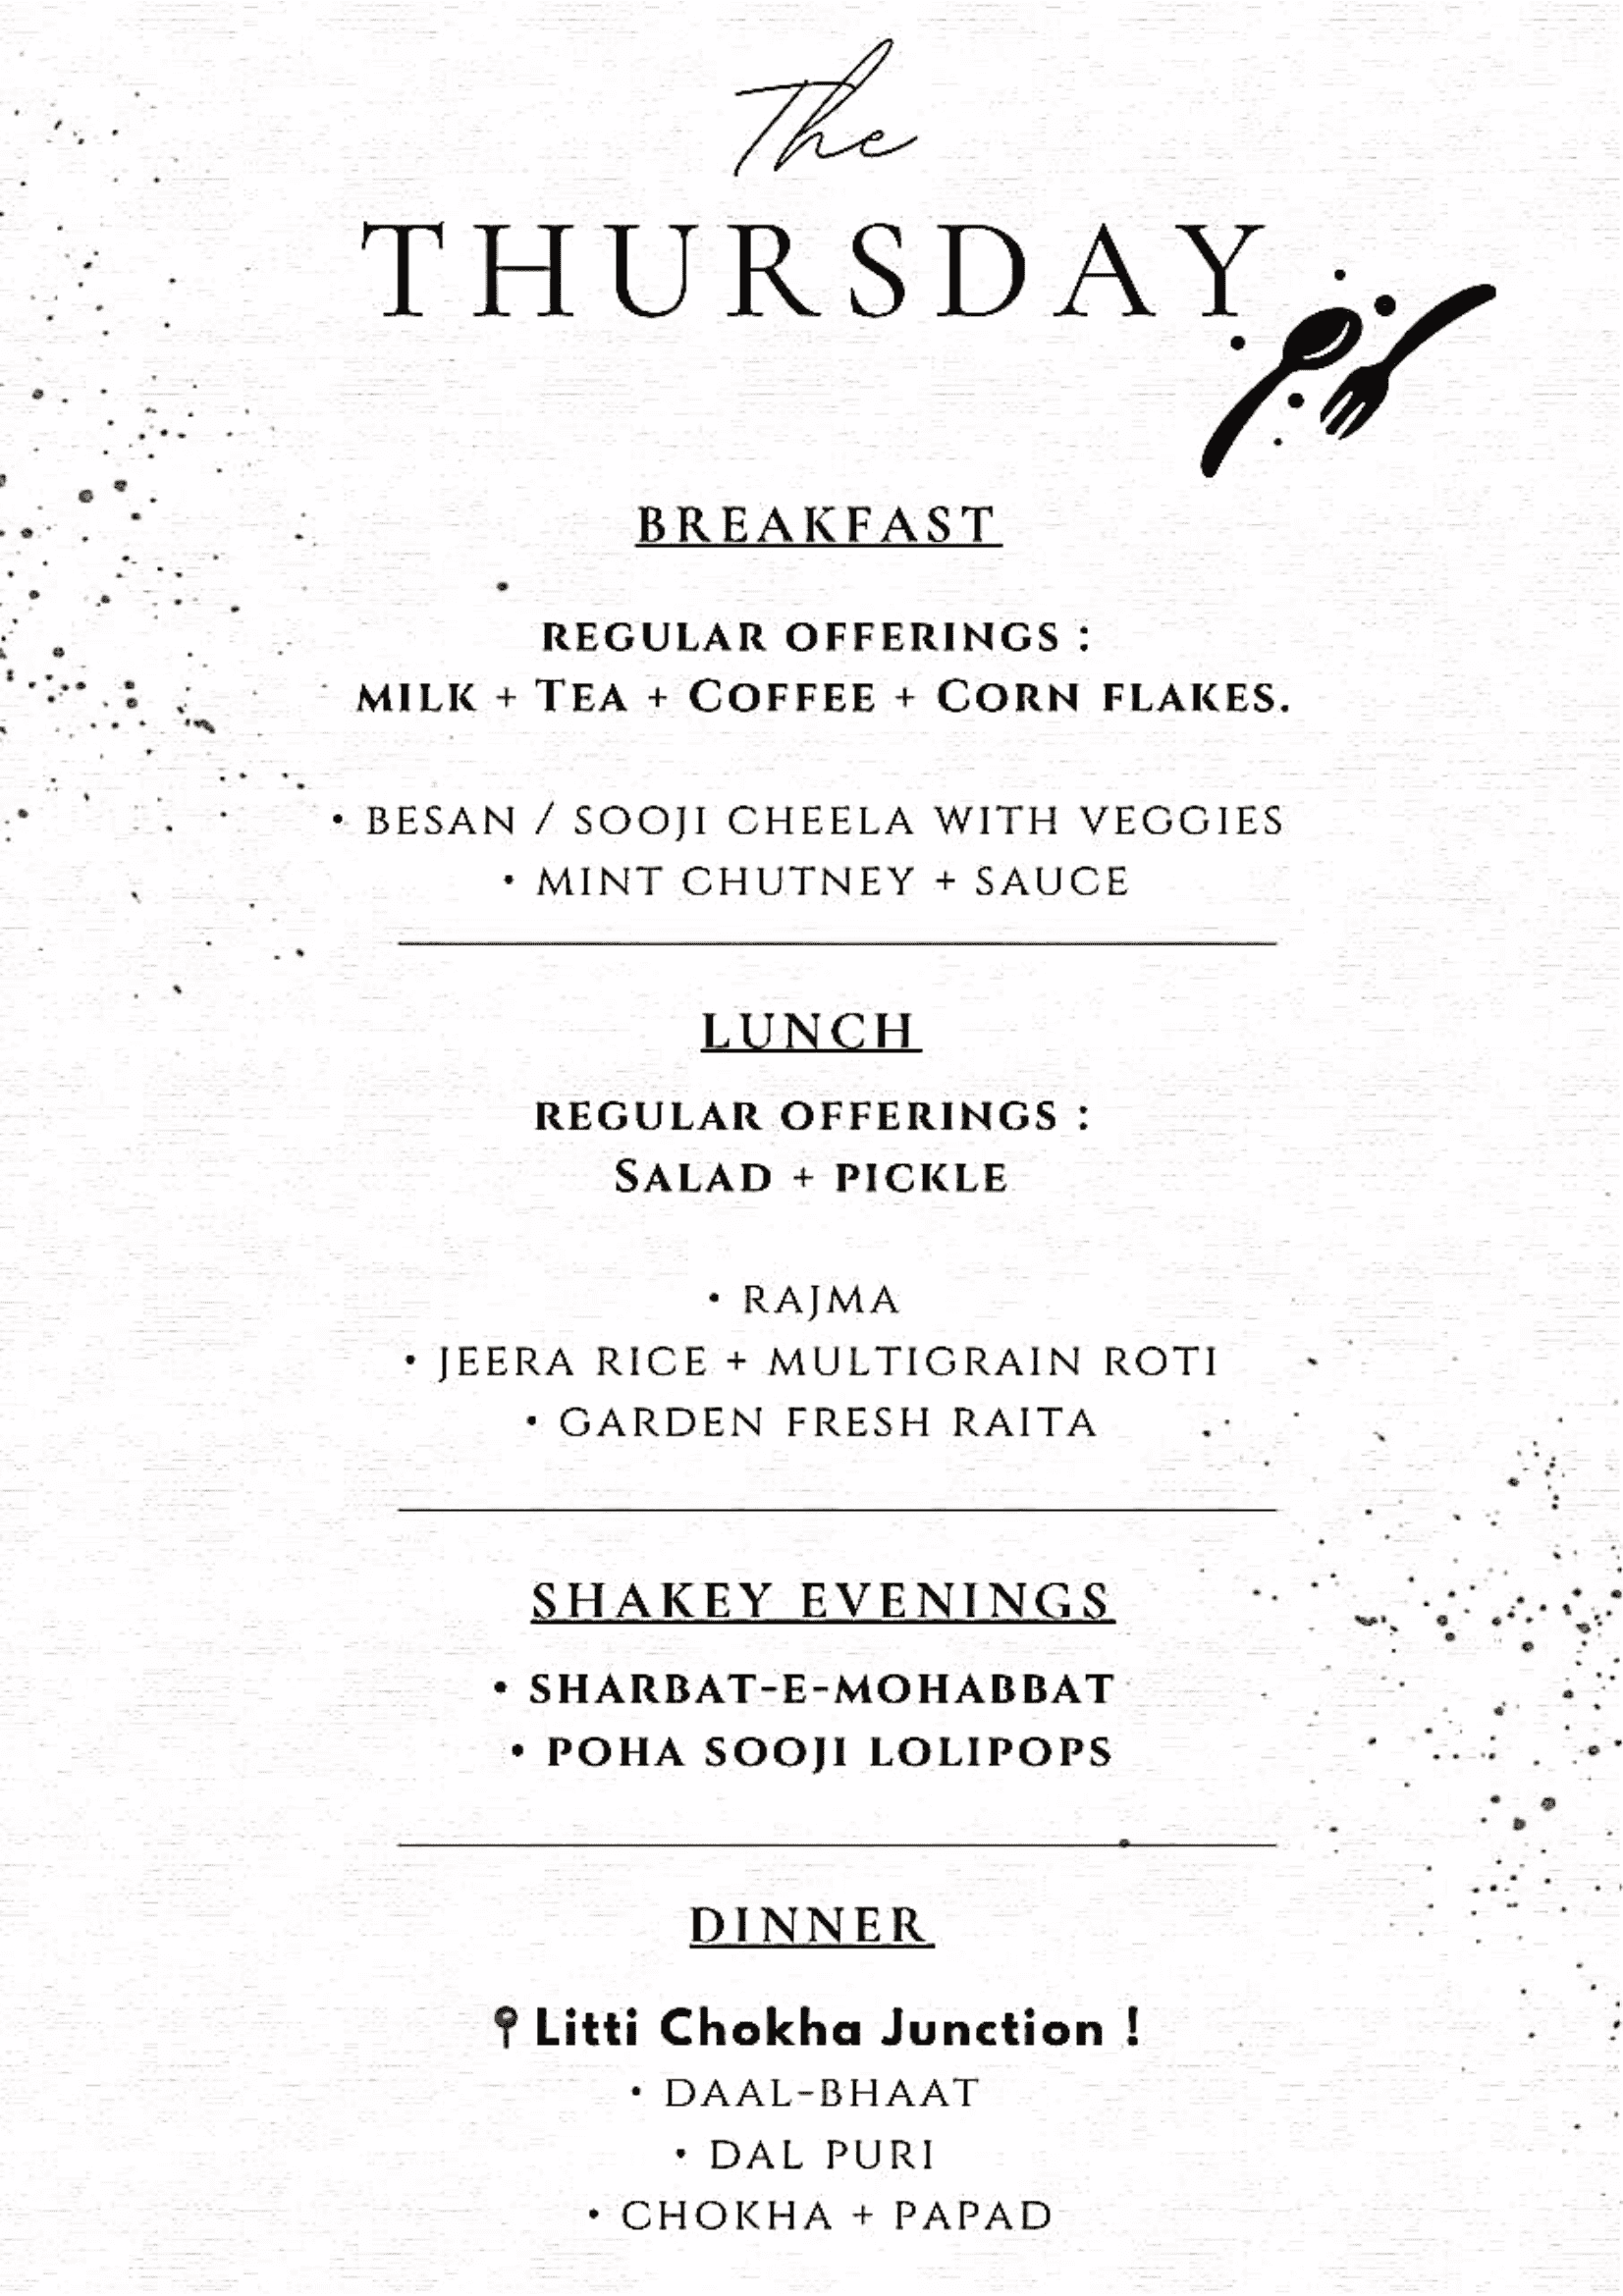 The
THURSDAY
BREAKFAST
REGULAR OFFERINGS :
MILK + TEA + COFFEE + CORN FLAKES.
• BESAN / SOOJI CHEELA WITH VEGGIES
• MINT CHUTNEY + SAUCE
LUNCH
REGULAR OFFERINGS :
SALAD + PICKLE
• RAJMA
• JEERA RICE + MULTIGRAIN ROTI
• GARDEN FRESH RAITA
SHAKEY EVENINGS
• SHARBAT-E-MOHABBAT
• POHA SOOJI LOLIPOPS
DINNER
Litti Chokha Junction !
• DAAL-BHAAT
• DAL PURI
• CHOKHA + PAPAD